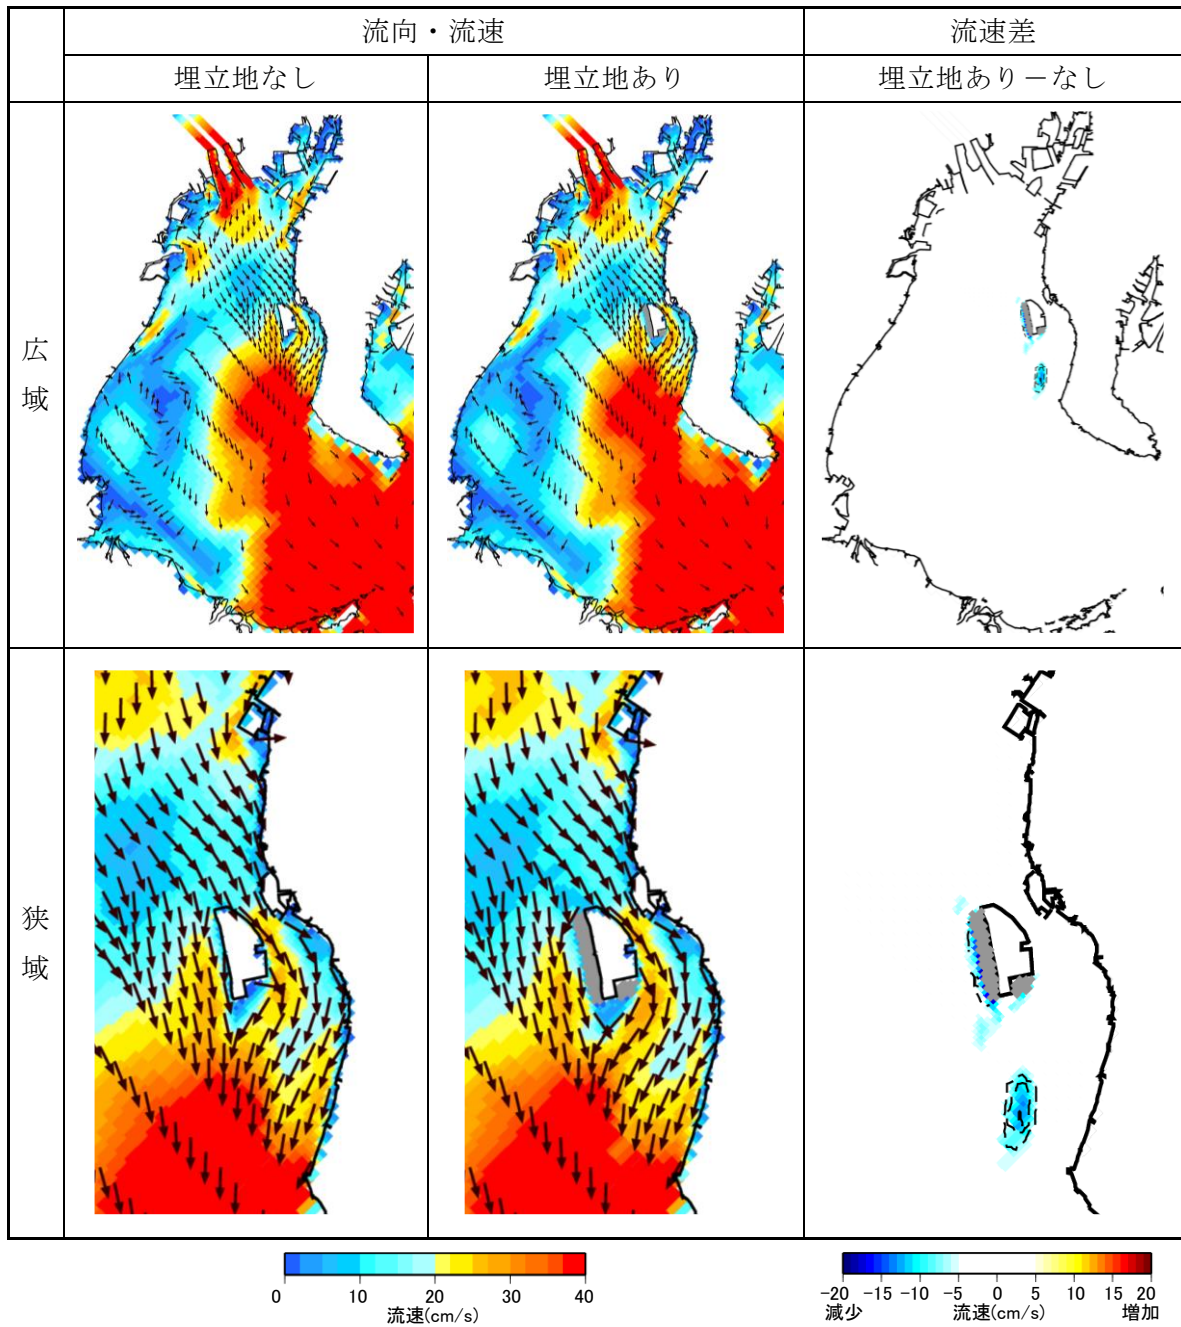 流向・流速 流速差
埋立地なし 埋立地あり 埋立地あり－なし
広域
狭域
0 10 20 30 40
流速(cm/s)
−20 −15 −10 −5 0 5 10 15 20
減少 流速(cm/s) 増加